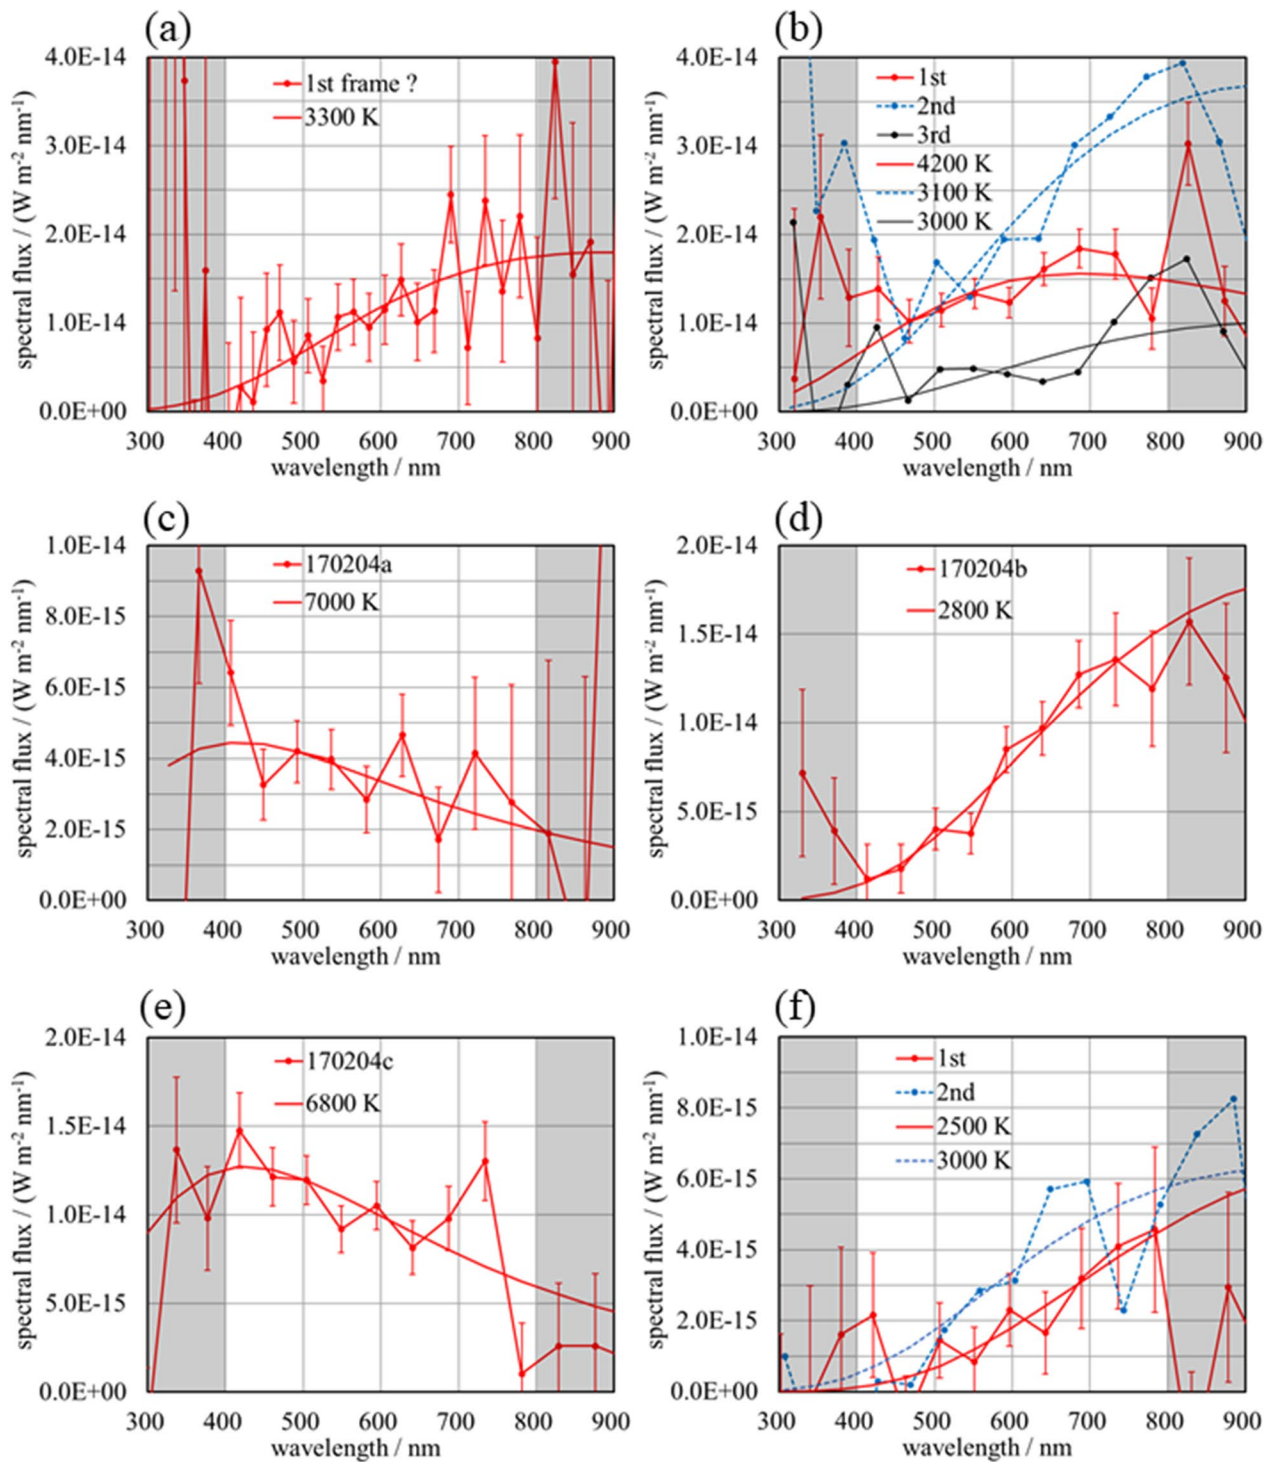 (a)
4.0E-14
3.0E-14
2.0E-14
1.0E-14
0.0E+00
spectral flux / (W m-2 nm-1)
1st frame ?
3300 K
300 400 500 600 700 800 900
wavelength / nm
(b)
4.0E-14
3.0E-14
2.0E-14
1.0E-14
0.0E+00
spectral flux / (W m-2 nm-1)
1st
2nd
3rd
4200 K
3100 K
3000 K
300 400 500 600 700 800 900
wavelength / nm
(c)
1.0E-14
8.0E-15
6.0E-15
4.0E-15
2.0E-15
0.0E+00
spectral flux / (W m-2 nm-1)
170204a
7000 K
300 400 500 600 700 800 900
wavelength / nm
(d)
2.0E-14
1.5E-14
1.0E-14
5.0E-15
0.0E+00
spectral flux / (W m-2 nm-1)
170204b
2800 K
300 400 500 600 700 800 900
wavelength / nm
(e)
2.0E-14
1.5E-14
1.0E-14
5.0E-15
0.0E+00
spectral flux / (W m-2 nm-1)
170204c
6800 K
300 400 500 600 700 800 900
wavelength / nm
(f)
1.0E-14
8.0E-15
6.0E-15
4.0E-15
2.0E-15
0.0E+00
spectral flux / (W m-2 nm-1)
1st
2nd
2500 K
3000 K
300 400 500 600 700 800 900
wavelength / nm